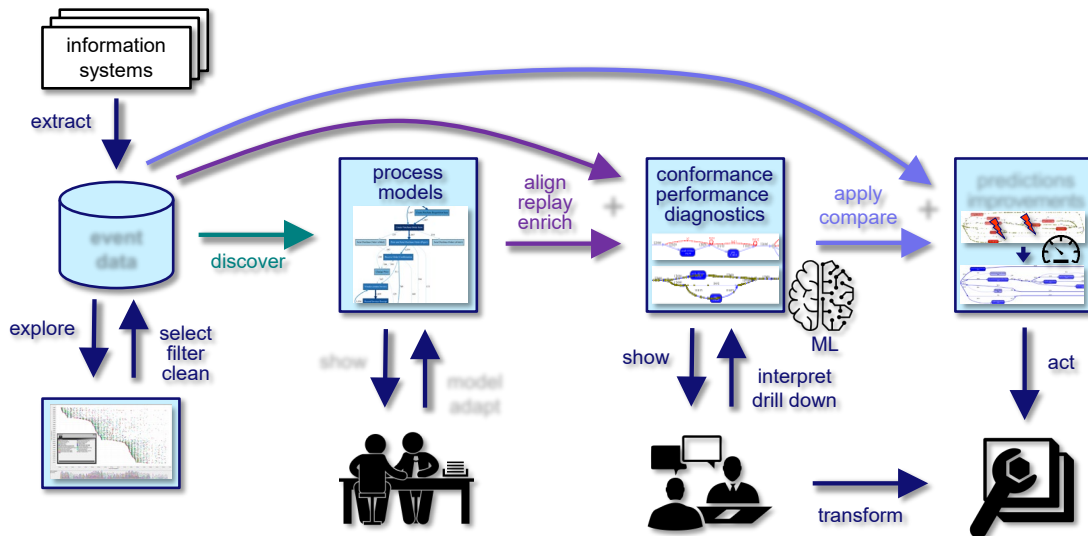 information
systems
extract
event
data
explore
select
filter
clean
discover
process
models
show
model
adapt
align
replay
enrich
+
conformance
performance
diagnostics
ML
show
interpret
drill down
apply
compare
+
predictions
improvements
act
transform